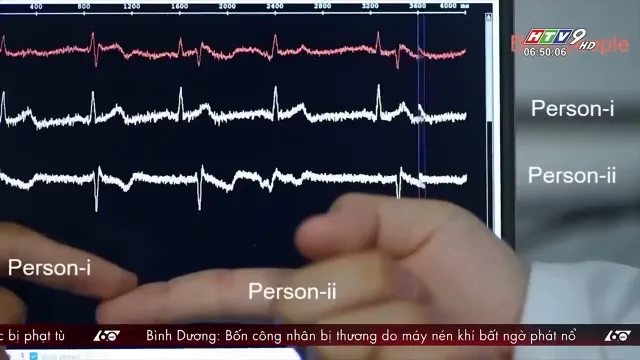 400 800 1200 2000 2400 2800 3200 3600 4000 ms
HTV9 HD
06:50:06
Person-i
Person-ii
Person-i
Person-ii
c bị phạt tù 60 Bình Dương: Bốn công nhân bị thương do máy nén khí bất ngờ phát nổ 60